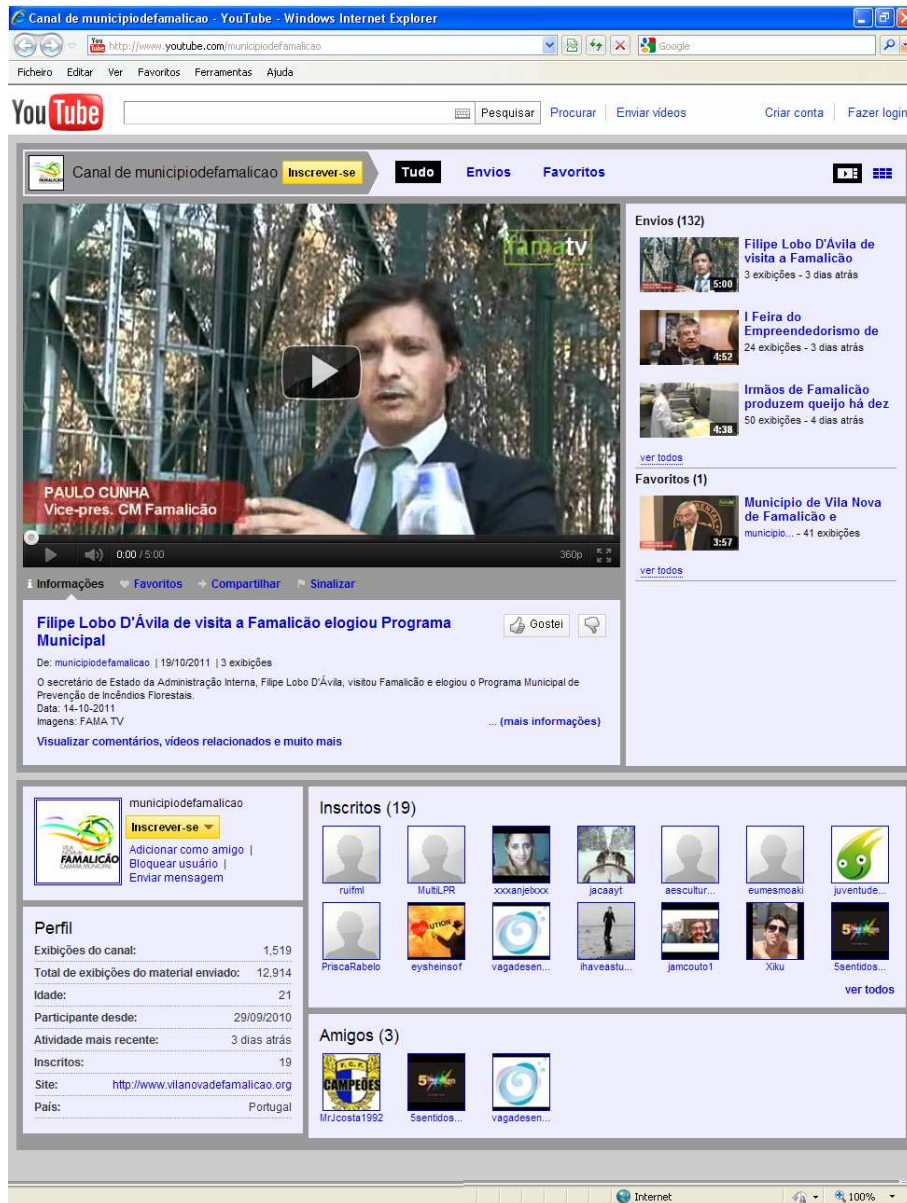 Canal de municipiodefamalicao - YouTube - Windows Internet Explorer
http://www.youtube.com/municipiodefamalicao
Google
Ficheiro Editar Ver Favoritos Ferramentas Ajuda
YouTube
Pesquisar Procurar Enviar vídeos Criar conta Fazer login
Canal de municipiodefamalicao Inscrever-se Tudo Envios Favoritos
famatv
PAULO CUNHA
Vice-pres. CM Famalicão
0:00 / 5:00 360p
Informações Favoritos Compartilhar Sinalizar
Filipe Lobo D'Ávila de visita a Famalicão elogiou Programa
Municipal
Gostei
De: municipiodefamalicao | 19/10/2011 | 3 exibições
O secretário de Estado da Administração Interna, Filipe Lobo D'Ávila, visitou Famalicão e elogiou o Programa Municipal de
Prevenção de Incêndios Florestais.
Data: 14-10-2011
Imagens: FAMA TV
... (mais informações)
Visualizar comentários, vídeos relacionados e muito mais
Envios (132)
5:00
Filipe Lobo D'Ávila de
visita a Famalicão
3 exibições - 3 dias atrás
4:52
I Feira do
Empreendedorismo de
24 exibições - 3 dias atrás
4:38
Irmãos de Famalicão
produzem queijo há dez
50 exibições - 4 dias atrás
ver todos
Favoritos (1)
3:57
Município de Vila Nova
de Famalicão e
município... - 41 exibições
ver todos
VILA
NOVA DE
FAMALICÃO
CÂMARA MUNICIPAL
municipiodefamalicao
Inscrever-se
Adicionar como amigo |
Bloquear usuário |
Enviar mensagem
Perfil
Exibições do canal: 1,519
Total de exibições do material enviado: 12,914
Idade: 21
Participante desde: 29/09/2010
Atividade mais recente: 3 dias atrás
Inscritos: 19
Site: http://www.vilanovadefamalicao.org
País: Portugal
Inscritos (19)
ruifml MultiLPR xxxanjelxxx jacaayt aescultur... eumesmoaki juventude...
PriscaRabelo eysheinsof vagadesen... ihaveastu... jamcouto1 Xiku 5sentidos...
ver todos
Amigos (3)
F. C. F.
CAMPEÕES
MrJcosta1992 5sentidos... vagadesen...
Internet 100%